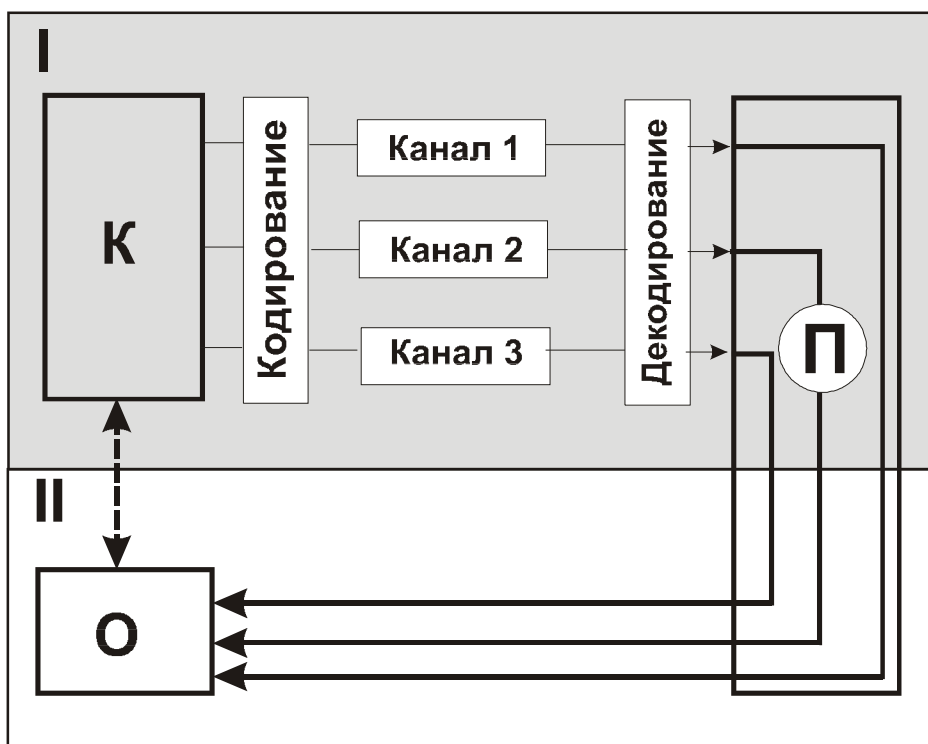 I
К
Кодирование
Канал 1
Канал 2
Канал 3
Декодирование
П
II
О